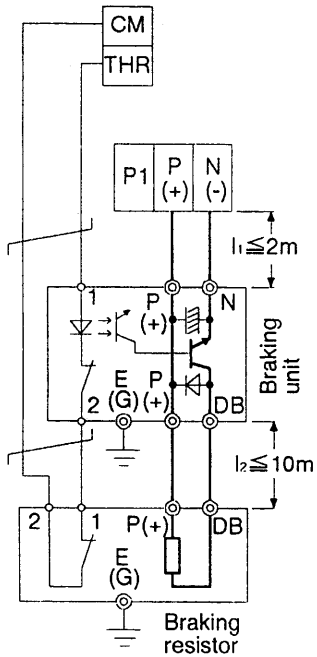 CM
THR
P1 P (+) N (-)
l₁≦2m
1 P (+) N
Braking unit
2 E (G) P (+) DB
l₂≦10m
2 1 P(+) DB
E (G)
Braking resistor